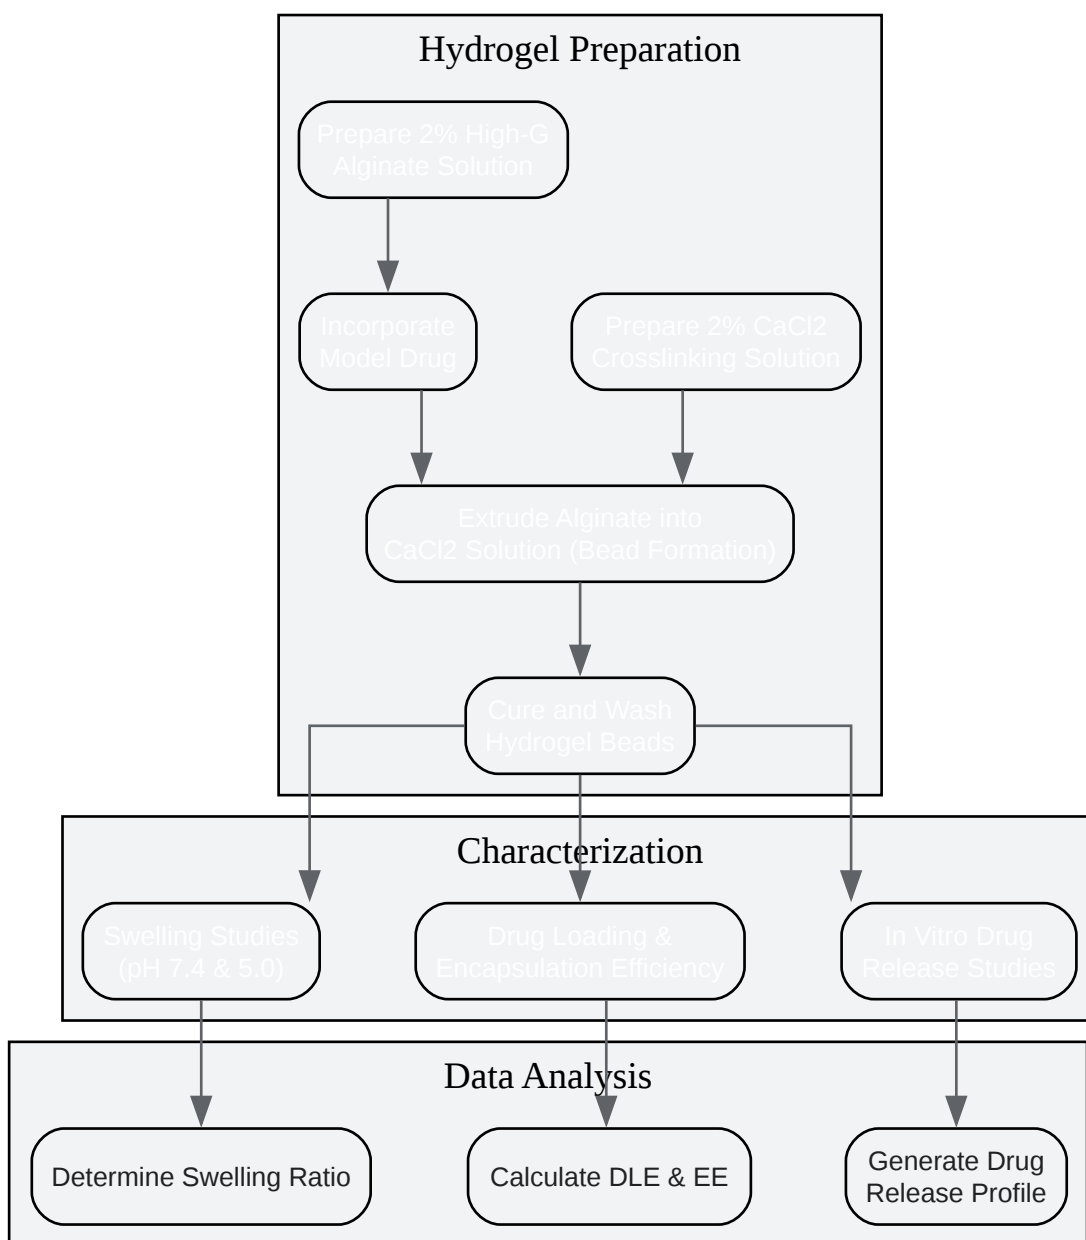 Hydrogel Preparation
Prepare 2% High-G
Alginate Solution
Incorporate
Model Drug
Prepare 2% CaCl2
Crosslinking Solution
Extrude Alginate into
CaCl2 Solution (Bead Formation)
Cure and Wash
Hydrogel Beads
Characterization
Swelling Studies
(pH 7.4 & 5.0)
Drug Loading &
Encapsulation Efficiency
In Vitro Drug
Release Studies
Data Analysis
Determine Swelling Ratio
Calculate DLE & EE
Generate Drug
Release Profile